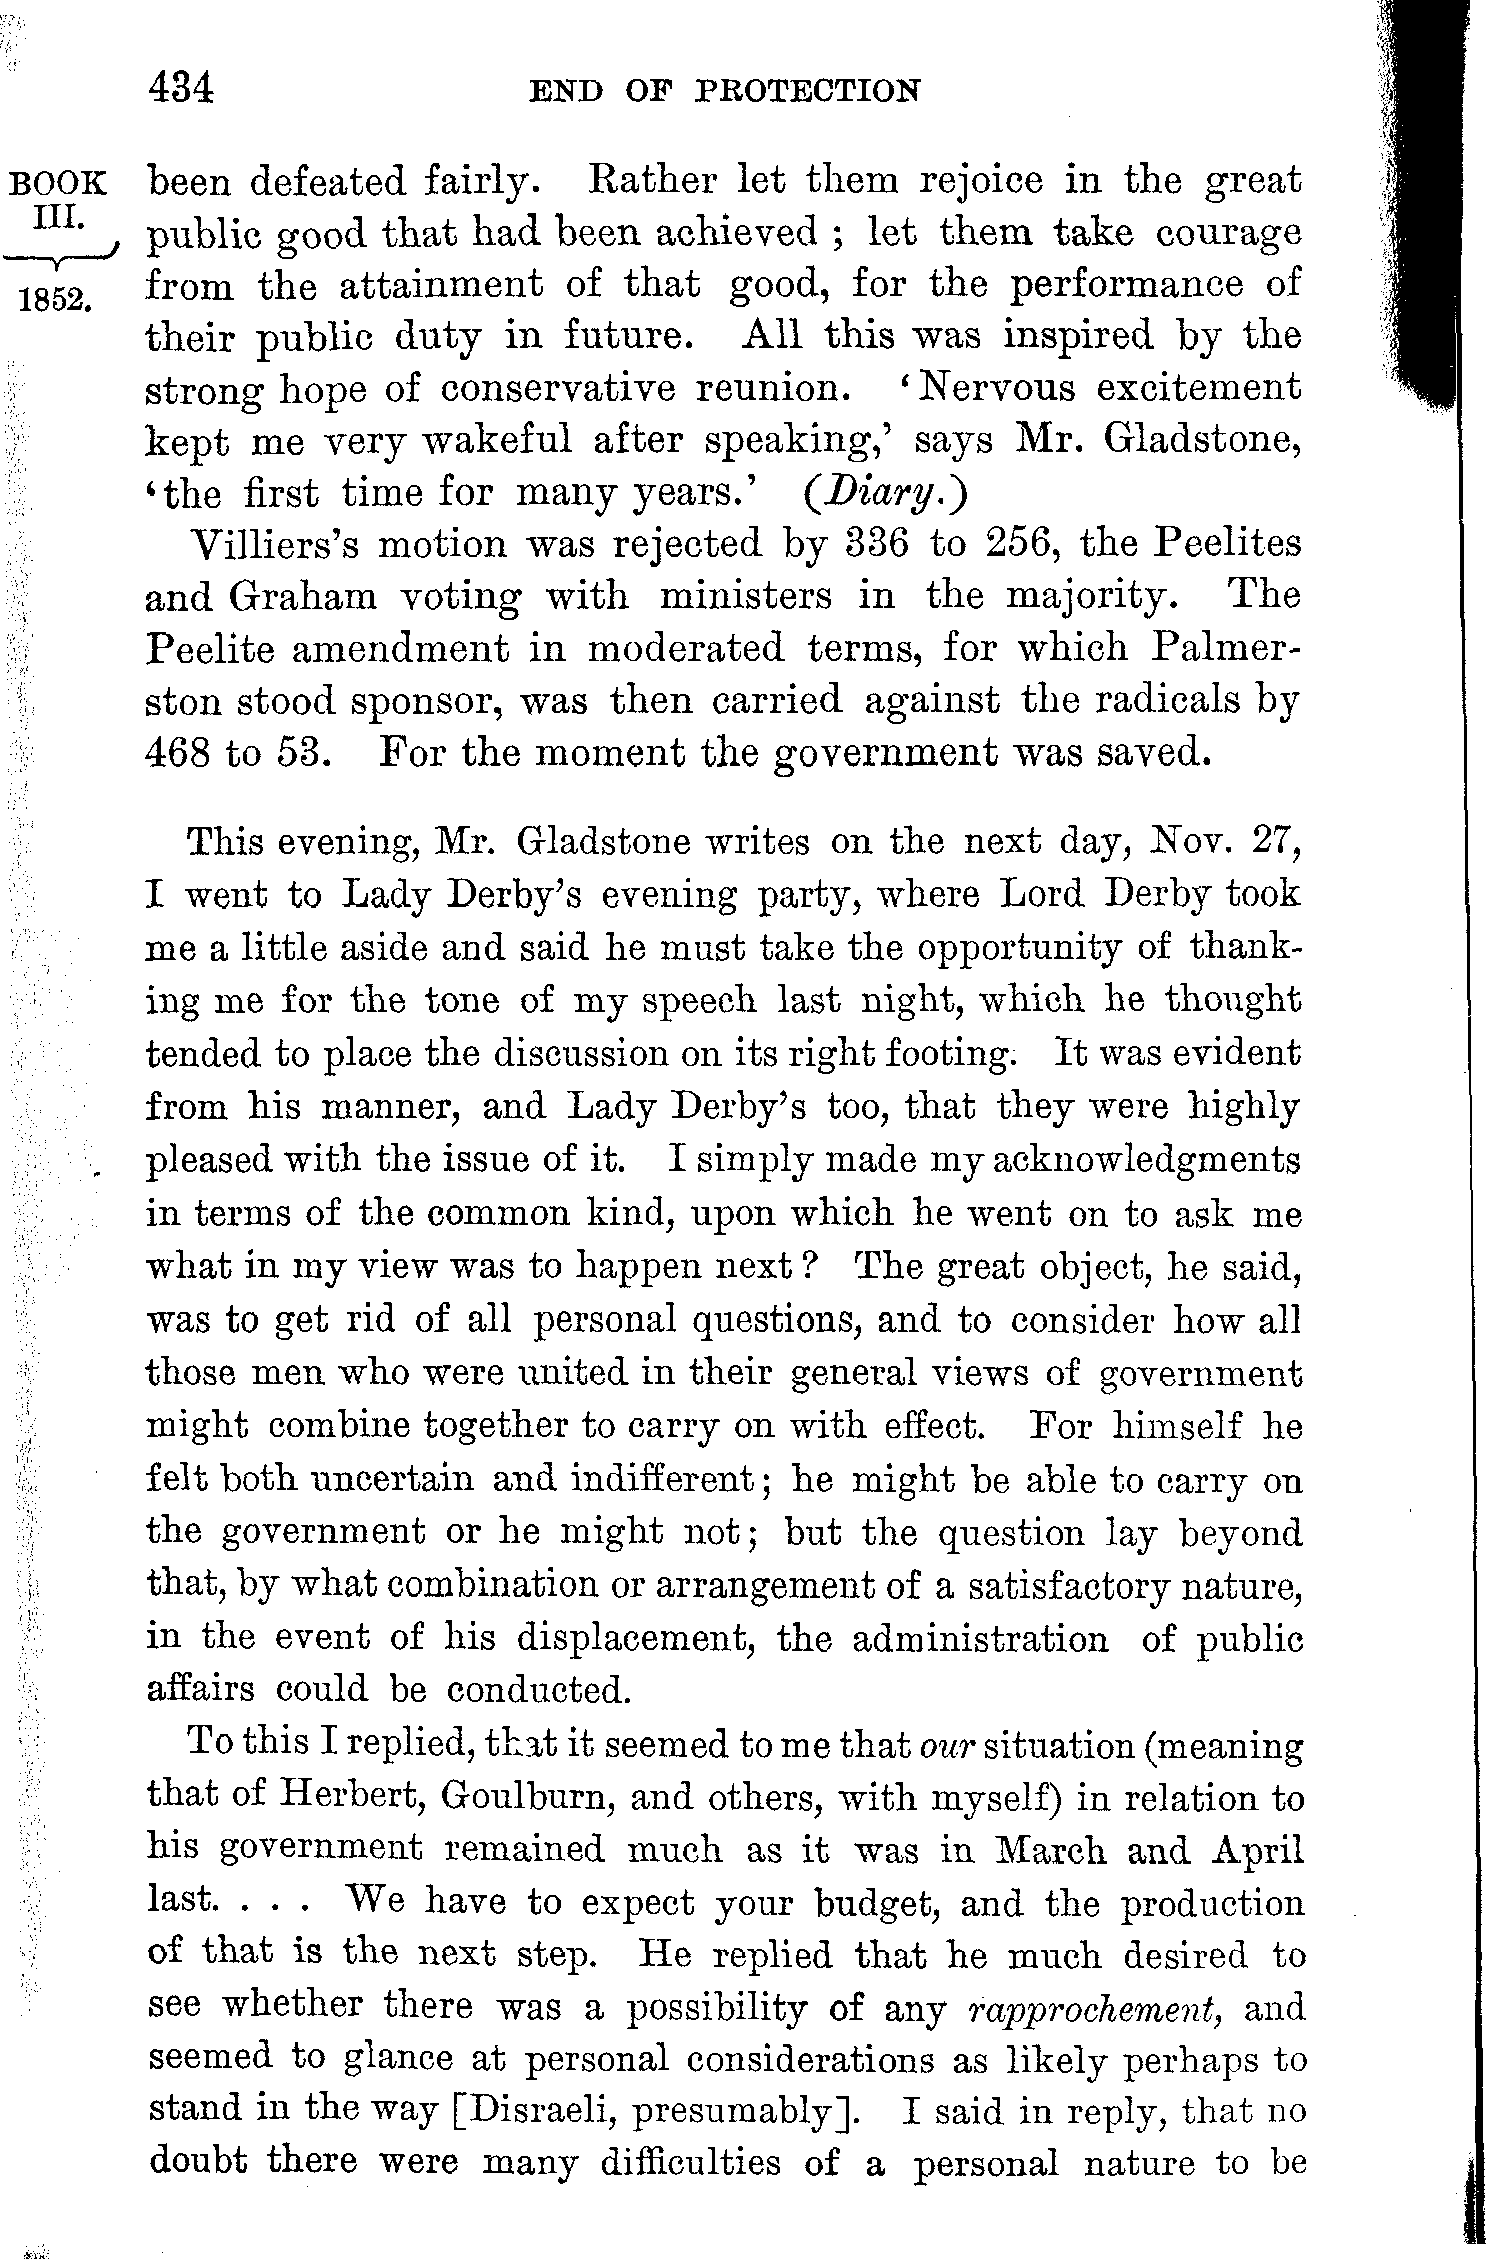 434 END OF PROTECTION
BOOK
III.
1852.
been defeated fairly. Rather let them rejoice in the great
public good that had been achieved ; let them take courage
from the attainment of that good, for the performance of
their public duty in future. All this was inspired by the
strong hope of conservative reunion. ‘Nervous excitement
kept me very wakeful after speaking,’ says Mr. Gladstone,
‘the first time for many years.’ (Diary.)
Villiers’s motion was rejected by 336 to 256, the Peelites
and Graham voting with ministers in the majority. The
Peelite amendment in moderated terms, for which Palmer-
ston stood sponsor, was then carried against the radicals by
468 to 53. For the moment the government was saved.
This evening, Mr. Gladstone writes on the next day, Nov. 27,
I went to Lady Derby’s evening party, where Lord Derby took
me a little aside and said he must take the opportunity of thank-
ing me for the tone of my speech last night, which he thought
tended to place the discussion on its right footing. It was evident
from his manner, and Lady Derby’s too, that they were highly
pleased with the issue of it. I simply made my acknowledgments
in terms of the common kind, upon which he went on to ask me
what in my view was to happen next ? The great object, he said,
was to get rid of all personal questions, and to consider how all
those men who were united in their general views of government
might combine together to carry on with effect. For himself he
felt both uncertain and indifferent; he might be able to carry on
the government or he might not; but the question lay beyond
that, by what combination or arrangement of a satisfactory nature,
in the event of his displacement, the administration of public
affairs could be conducted.
To this I replied, that it seemed to me that our situation (meaning
that of Herbert, Goulburn, and others, with myself) in relation to
his government remained much as it was in March and April
last. . . . We have to expect your budget, and the production
of that is the next step. He replied that he much desired to
see whether there was a possibility of any rapprochement, and
seemed to glance at personal considerations as likely perhaps to
stand in the way [Disraeli, presumably]. I said in reply, that no
doubt there were many difficulties of a personal nature to be